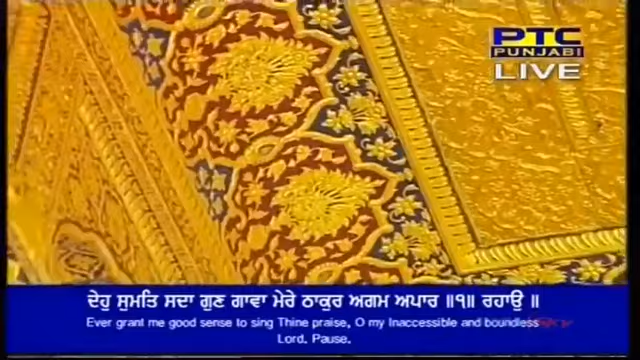 PTC
PUNJABI
LIVE
ਦੇਹੁ ਸੁਮਤਿ ਸਦਾ ਗੁਣ ਗਾਵਾ ਮੇਰੇ ਠਾਕੁਰ ਅਗਮ ਅਪਾਰ ॥੧॥ ਰਹਾਉ ॥
Ever grant me good sense to sing Thine praise, O my Inaccessible and boundless
Lord. Pause.